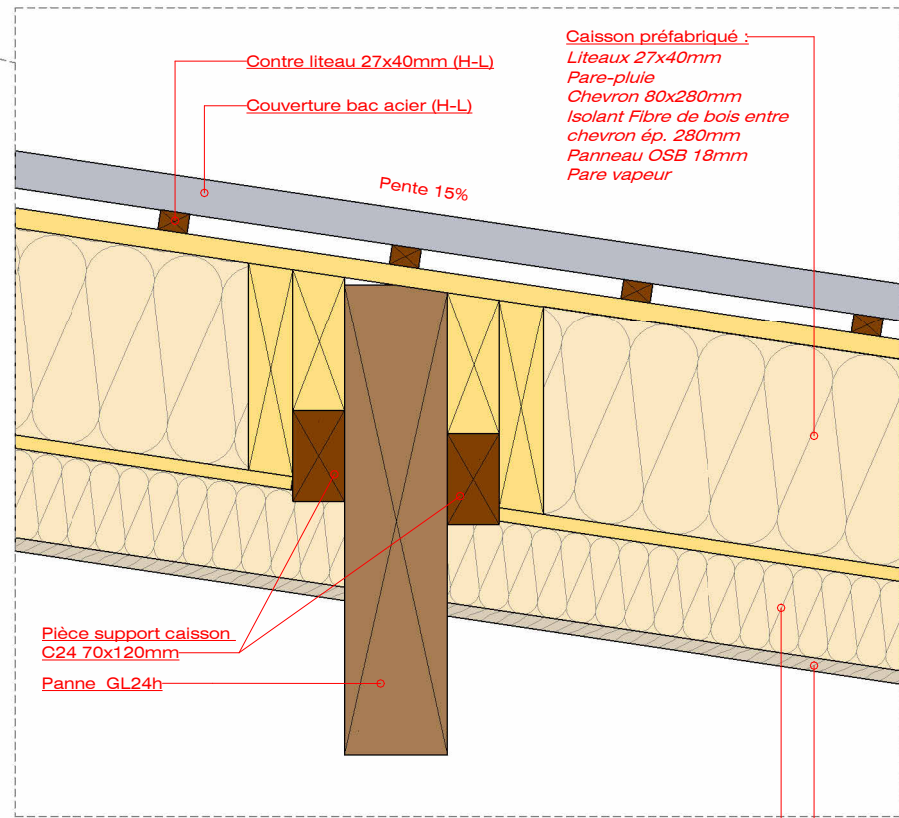 Contre liteau 27x40mm (H-L)
Couverture bac acier (H-L)
Caisson préfabriqué :
Liteaux 27x40mm
Pare-pluie
Chevron 80x280mm
Isolant Fibre de bois entre
chevron ép. 280mm
Panneau OSB 18mm
Pare vapeur
Pente 15%
Pièce support caisson
C24 70x120mm
Panne GL24h